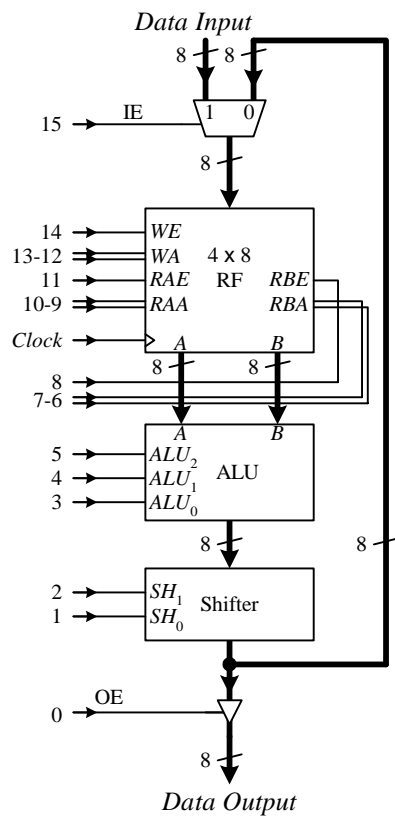 Data Input
8 8
1 0
15 IE
8
14 WE
13-12 WA 4 x 8
11 RAE RF RBE
10-9 RAA RBA
Clock
A B
8 8 8
7-6
A B
5 ALU2
4 ALU1 ALU
3 ALU0
8 8
2 SH1 Shifter
1 SH0
0 OE
8
Data Output